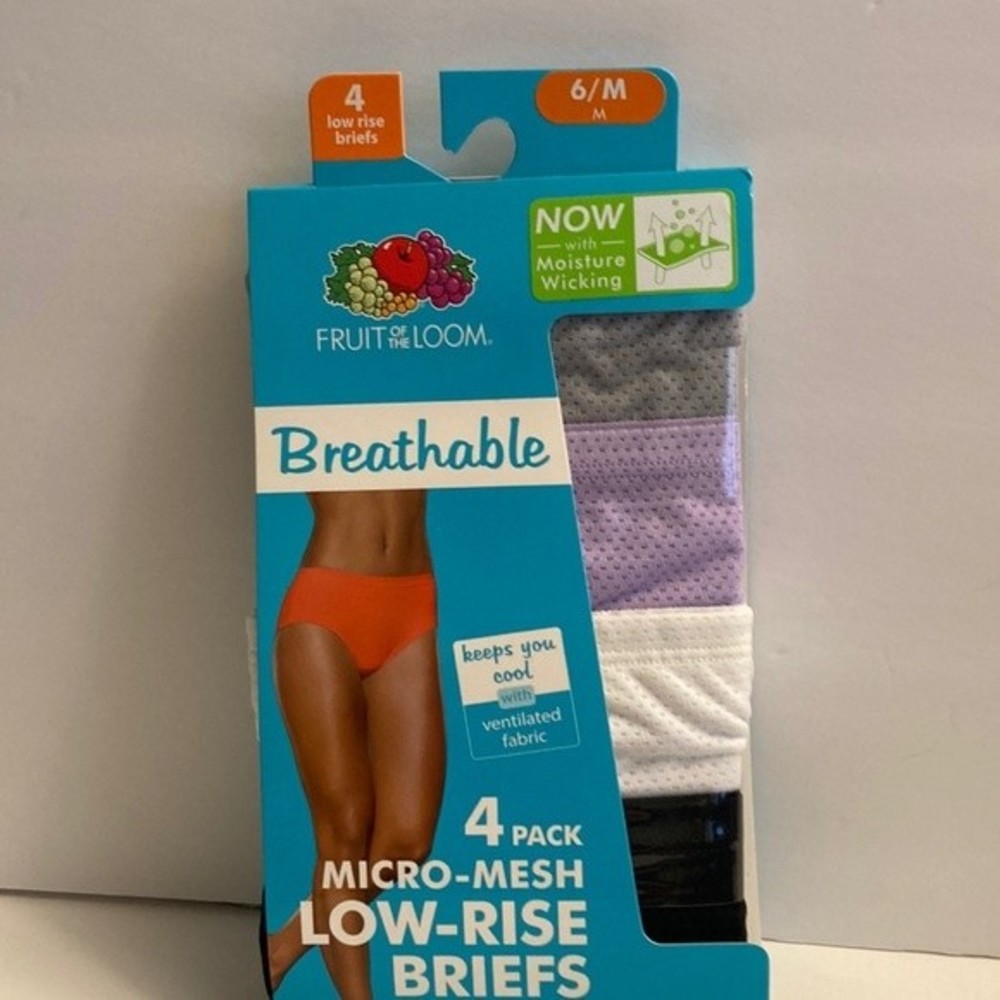 4
low rise
briefs
6/M
M
NOW
with
Moisture
Wicking
FRUIT OF THE LOOM®
Breathable
keeps you
cool
with
ventilated
fabric
4 PACK
MICRO-MESH
LOW-RISE
BRIEFS